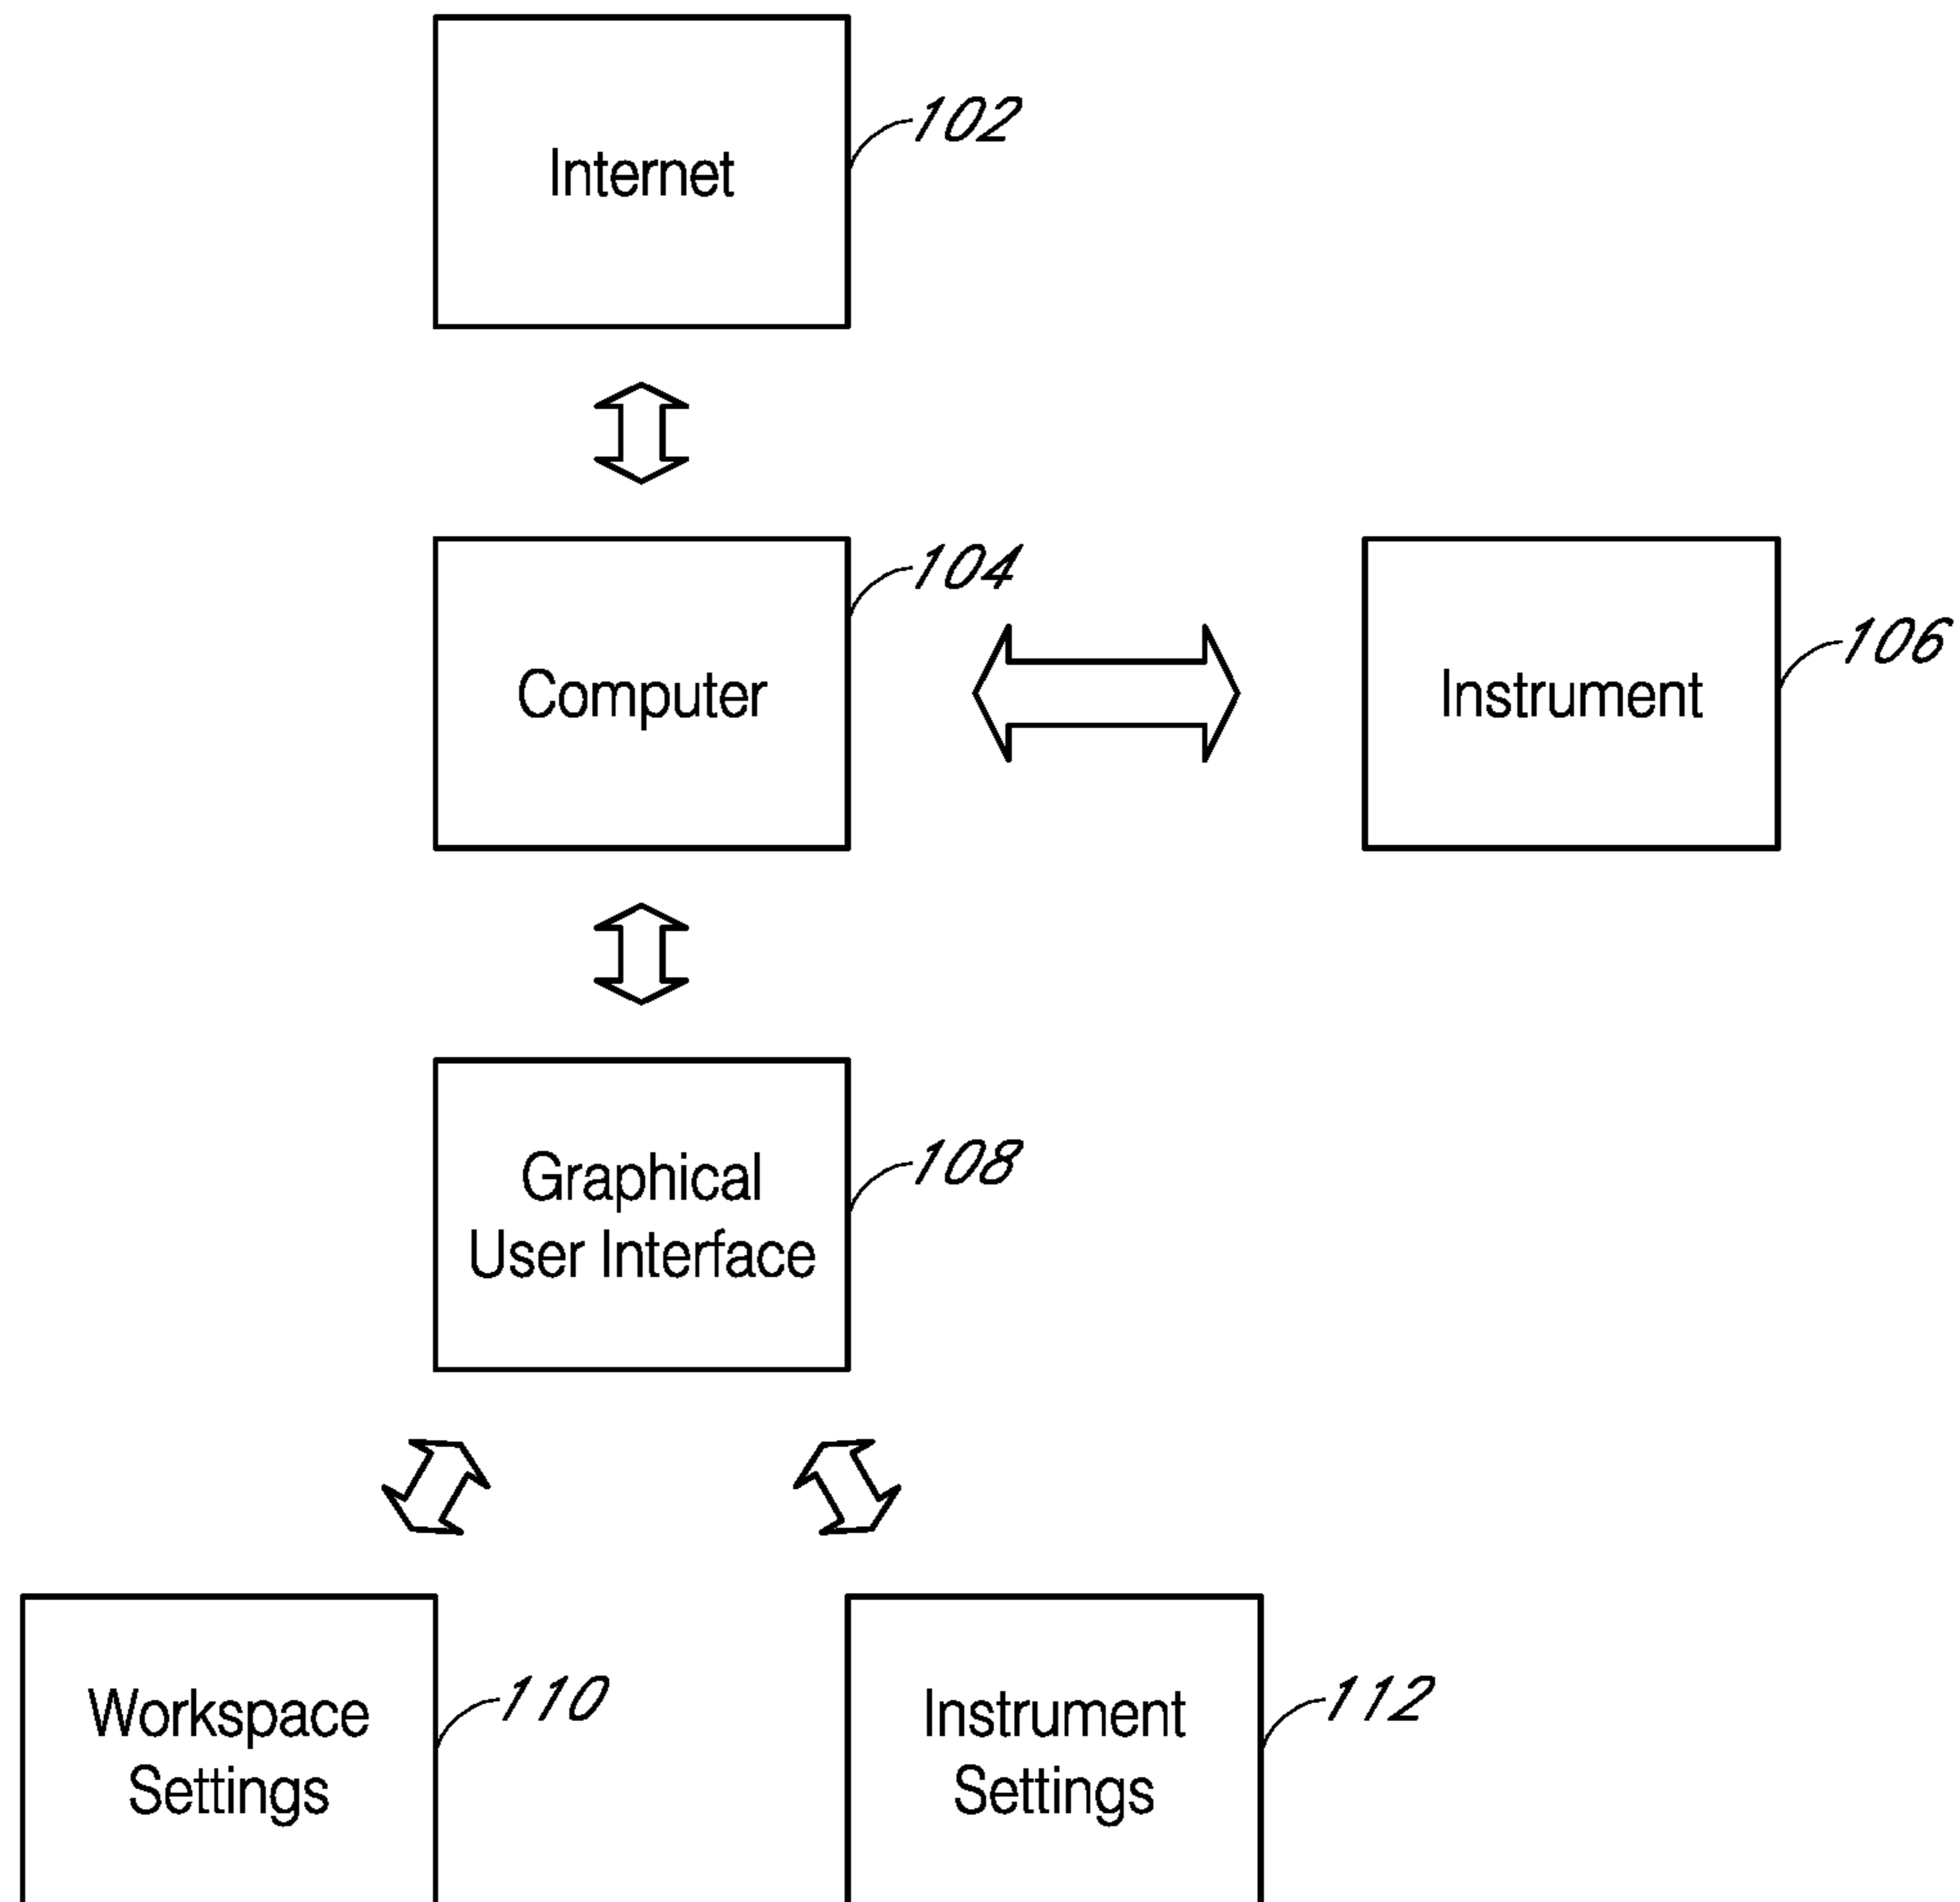 Internet
102
Computer
104
Instrument
106
Graphical
User Interface
108
Workspace
Settings
110
Instrument
Settings
112